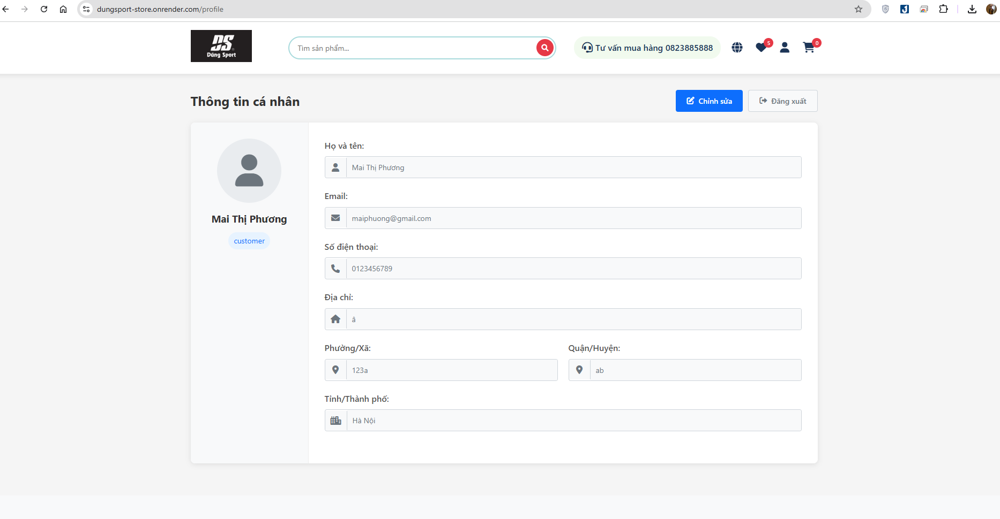 dungsport-store.onrender.com/profile
DS
Dũng Sport
Tìm sản phẩm...
Tư vấn mua hàng 0823885888
5
0
Thông tin cá nhân
Chỉnh sửa
Đăng xuất
Mai Thị Phương
customer
Họ và tên:
Mai Thị Phương
Email:
maiphuong@gmail.com
Số điện thoại:
0123456789
Địa chỉ:
â
Phường/Xã:
Quận/Huyện:
123a
ab
Tỉnh/Thành phố:
Hà Nội